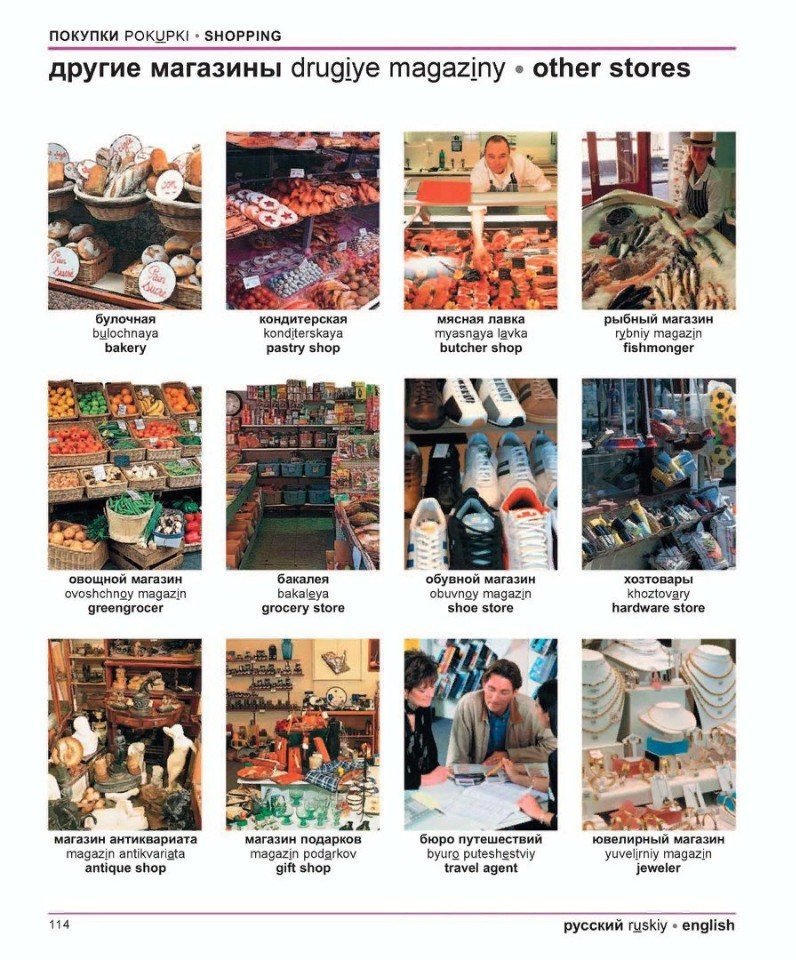 ПОКУПКИ POKUPKI • SHOPPING
другие магазины drugiye magaziny • other stores
булочная
bulochnaya
bakery
кондитерская
konditerskaya
pastry shop
мясная лавка
myasnaya lavka
butcher shop
рыбный магазин
rybniy magazin
fishmonger
овощной магазин
ovoshchnoy magazin
greengrocer
бакалея
bakaleya
grocery store
обувной магазин
obuvnoy magazin
shoe store
хозтовары
khoztovary
hardware store
магазин антиквариата
magazin antikvariata
antique shop
магазин подарков
magazin podarkov
gift shop
бюро путешествий
byuro puteshestviy
travel agent
ювелирный магазин
yuvelirniy magazin
jeweler
114
русский ruskiy • english